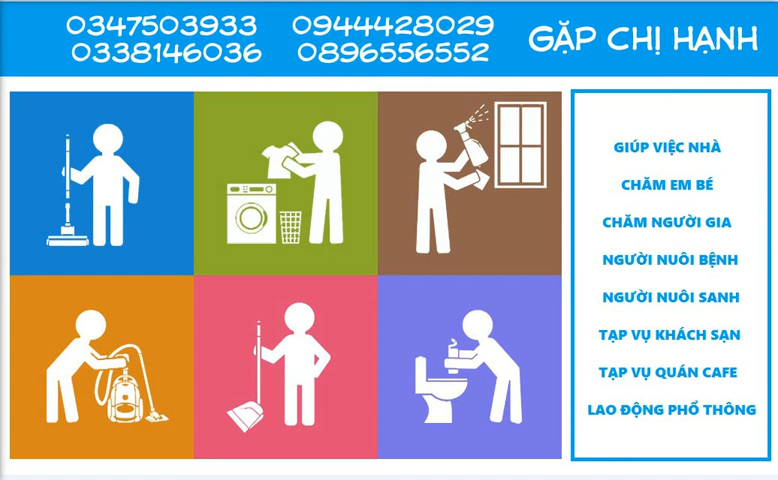 0347503933 0944428029 GẶP CHỊ HẠNH
0338146036 0896556552
GIÚP VIỆC NHÀ
CHĂM EM BÉ
CHĂM NGƯỜI GIA
NGƯỜI NUÔI BỆNH
NGƯỜI NUÔI SANH
TẠP VỤ KHÁCH SẠN
TẠP VỤ QUÁN CAFE
LAO ĐỘNG PHỔ THÔNG